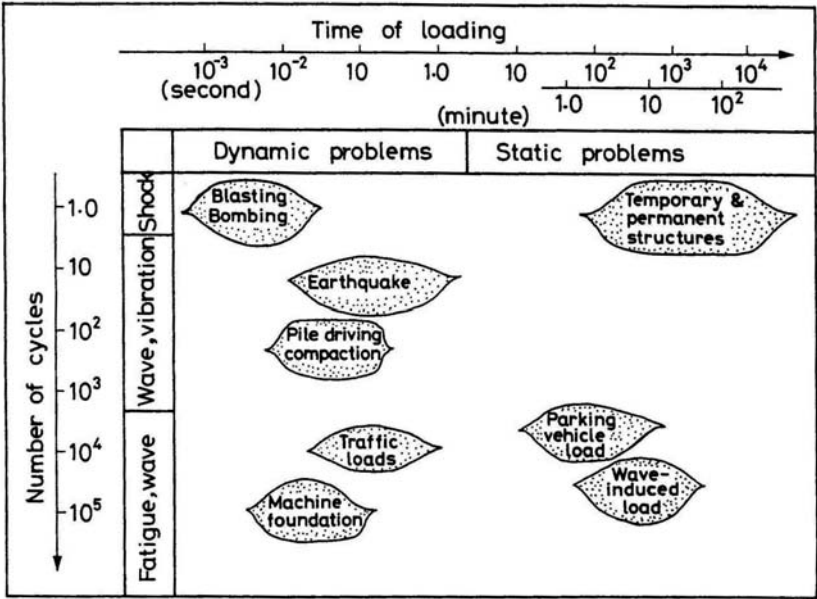 Time of loading
10⁻³ 10⁻² 10 1.0 10 10² 10³ 10⁴
(second)
1.0 10 10²
(minute)
Dynamic problems Static problems
Number of cycles
1.0
10
10²
10³
10⁴
10⁵
Shock
Wave, vibration
Fatigue, wave
Blasting
Bombing
Temporary &
permanent
structures
Earthquake
Pile driving
compaction
Traffic
loads
Parking
vehicle
load
Machine
foundation
Wave-
induced
load